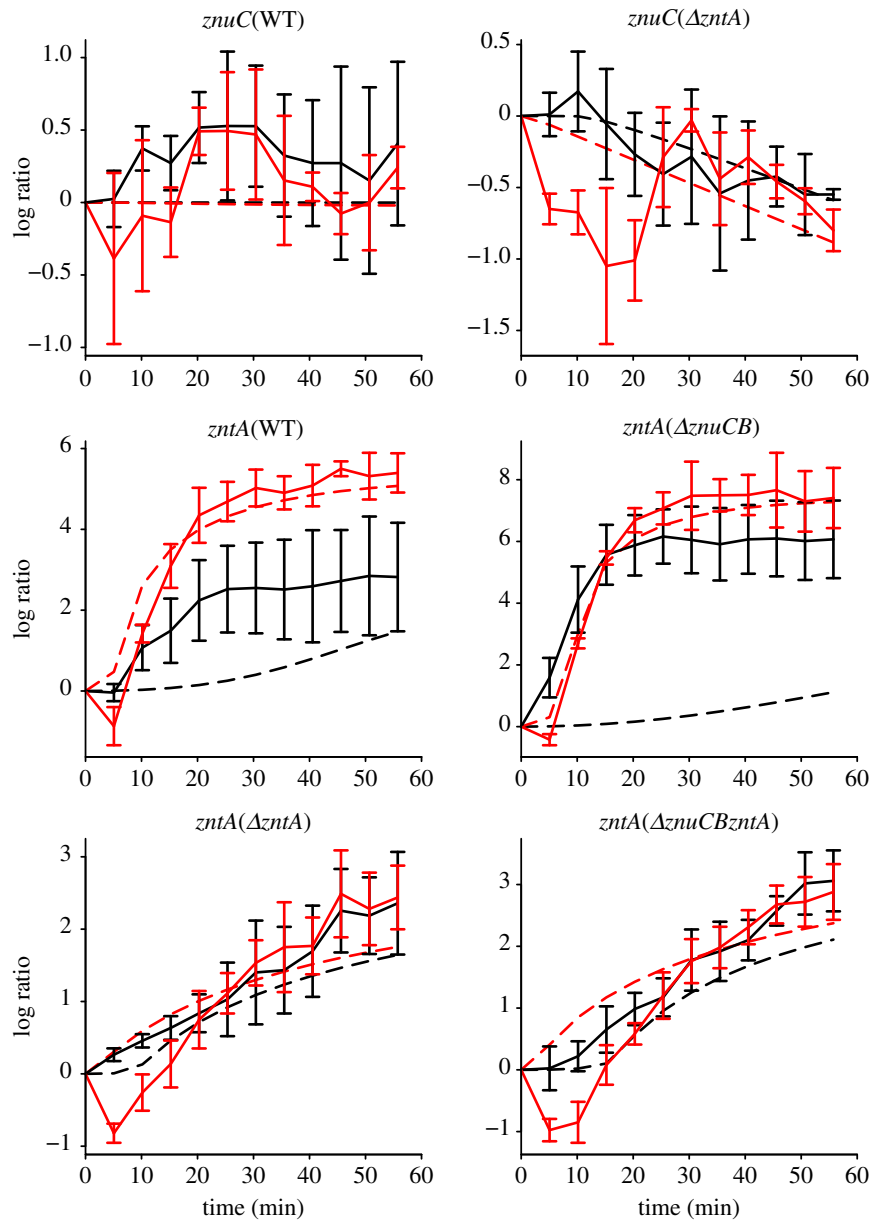 znuC(WT)
log ratio
1.0
0.5
0
−0.5
−1.0
0 10 20 30 40 50 60
znuC(ΔzntA)
0.5
0
−0.5
−1.0
−1.5
0 10 20 30 40 50 60
zntA(WT)
log ratio
6
4
2
0
0 10 20 30 40 50 60
zntA(ΔznuCB)
8
6
4
2
0
0 10 20 30 40 50 60
zntA(ΔzntA)
log ratio
3
2
1
0
−1
0 10 20 30 40 50 60
time (min)
zntA(ΔznuCBzntA)
3
2
1
0
−1
0 10 20 30 40 50 60
time (min)